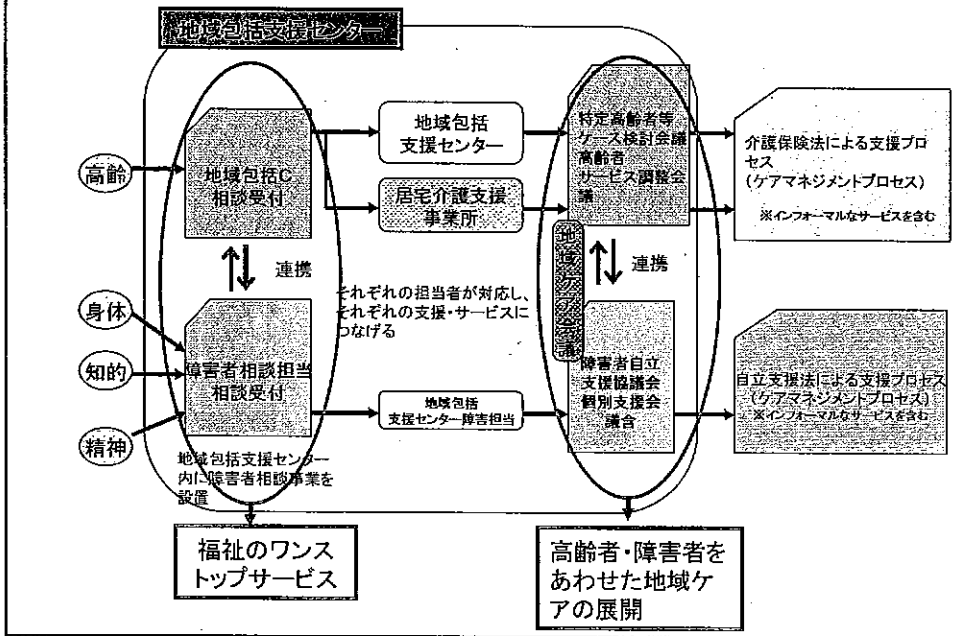 地域包括支援センター
高齢
地域包括C.
相談受付
地域包括
支援センター
居宅介護支援
事業所
特定高齢者等
ケース検討会議
高齢者
サービス調整会
議
介護保険法による支援プロ
セス
(ケアマネジメントプロセス)
※インフォーマルなサービスを含む
連携
それぞれの担当者が対応し、
それぞれの支援・サービスに
つなげる
地域ケア会議
連携
身体
知的
精神
障害者相談担当
相談受付
地域包括
支援センター障害担当
障害者自立
支援協議会
個別支援会
議含
自立支援法による支援プロセス
(ケアマネジメントプロセス)
※インフォーマルなサービスを含む
地域包括支援センター
内に障害者相談事業を
設置
福祉のワンス
トップサービス
高齢者・障害者を
あわせた地域ケ
アの展開